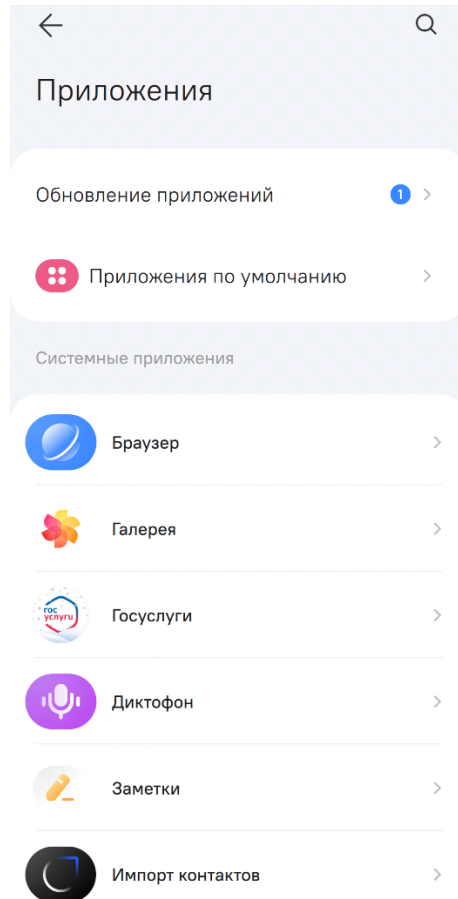 Приложения
Обновление приложений 1
Приложения по умолчанию
Системные приложения
Браузер
Галерея
гос
услуги
Госуслуги
Диктофон
Заметки
Импорт контактов